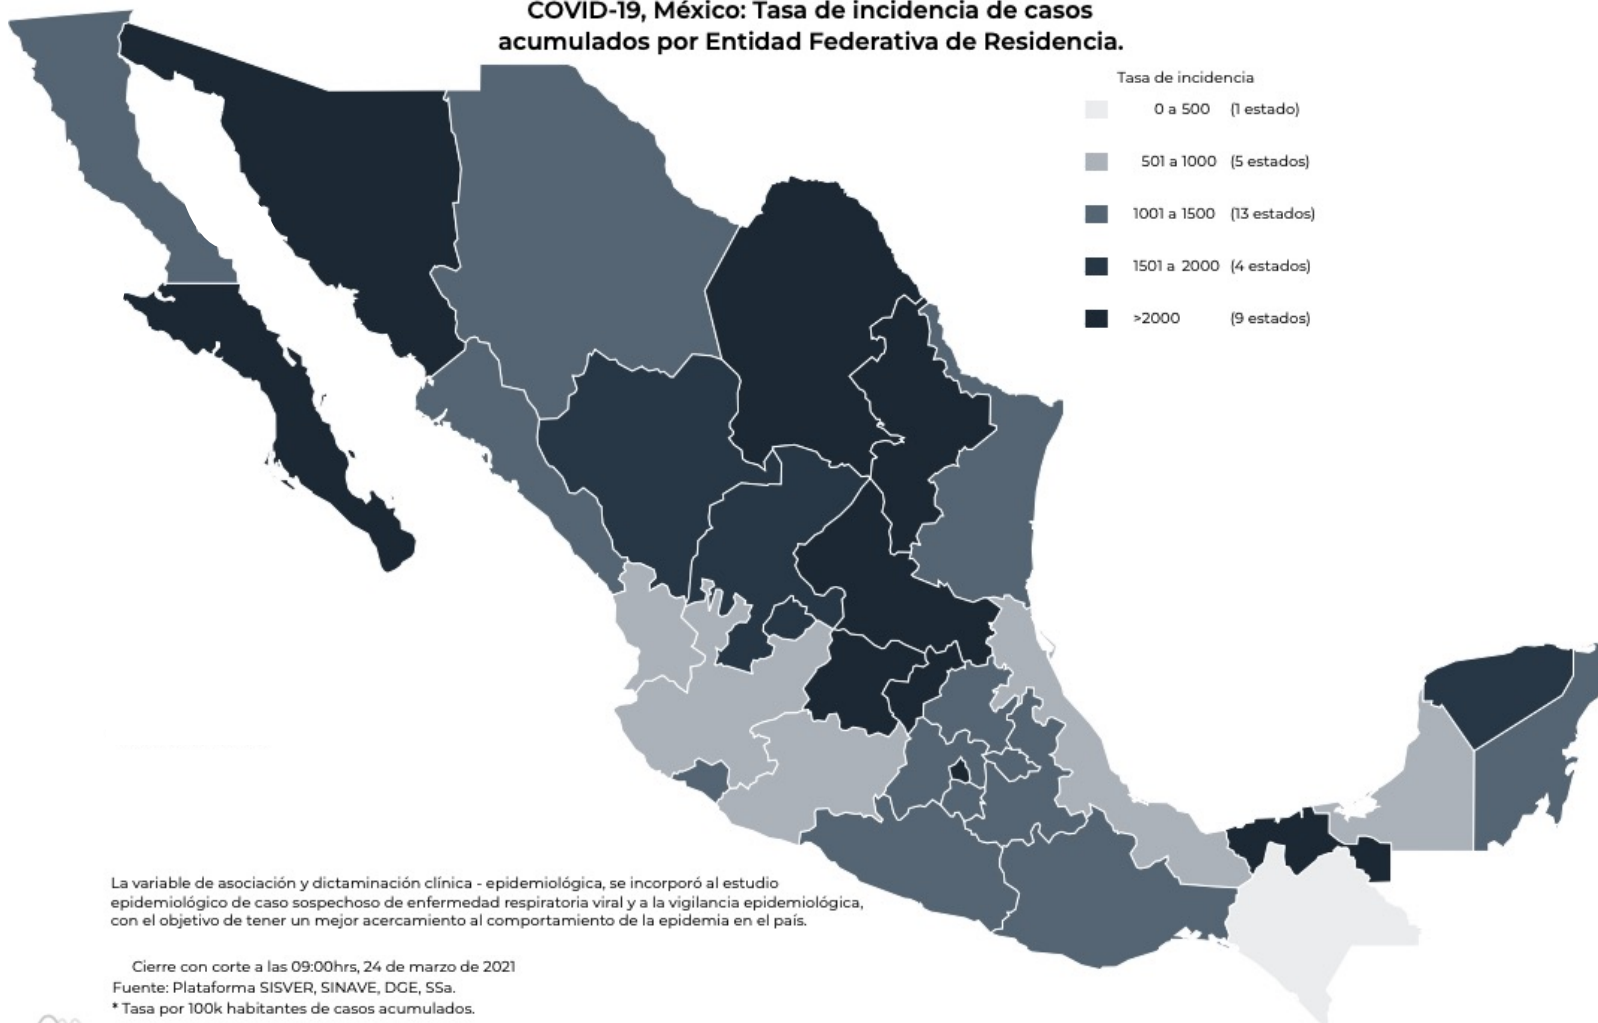 COVID-19, México: Tasa de incidencia de casos
acumulados por Entidad Federativa de Residencia.
Tasa de incidencia
0 a 500 (1 estado)
501 a 1000 (5 estados)
1001 a 1500 (13 estados)
1501 a 2000 (4 estados)
>2000 (9 estados)
La variable de asociación y dictaminación clínica - epidemiológica, se incorporó al estudio
epidemiológico de caso sospechoso de enfermedad respiratoria viral y a la vigilancia epidemiológica,
con el objetivo de tener un mejor acercamiento al comportamiento de la epidemia en el país.
Cierre con corte a las 09:00hrs, 24 de marzo de 2021
Fuente: Plataforma SISVER, SINAVE, DGE, SSa.
* Tasa por 100k habitantes de casos acumulados.